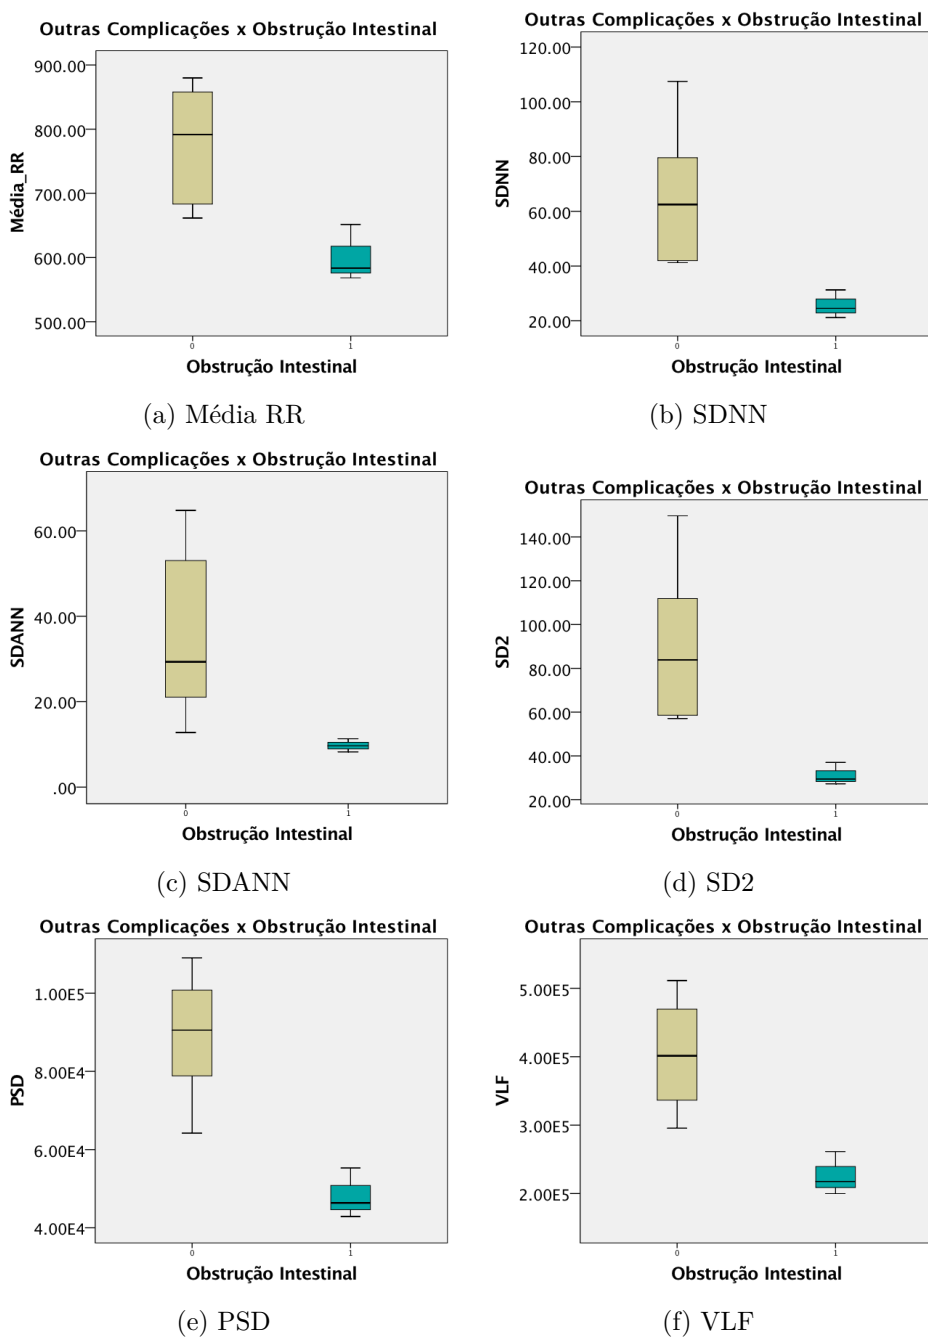 Outras Complicações x Obstrução Intestinal
900.00
800.00
700.00
600.00
500.00
Média_RR
0
1
Obstrução Intestinal
(a) Média RR
Outras Complicações x Obstrução Intestinal
120.00
100.00
80.00
60.00
40.00
20.00
SDNN
0
1
Obstrução Intestinal
(b) SDNN
Outras Complicações x Obstrução Intestinal
60.00
40.00
20.00
.00
SDANN
0
1
Obstrução Intestinal
(c) SDANN
Outras Complicações x Obstrução Intestinal
140.00
120.00
100.00
80.00
60.00
40.00
20.00
SD2
0
1
Obstrução Intestinal
(d) SD2
Outras Complicações x Obstrução Intestinal
1.00E5
8.00E4
6.00E4
4.00E4
PSD
0
1
Obstrução Intestinal
(e) PSD
Outras Complicações x Obstrução Intestinal
5.00E5
4.00E5
3.00E5
2.00E5
VLF
0
1
Obstrução Intestinal
(f) VLF